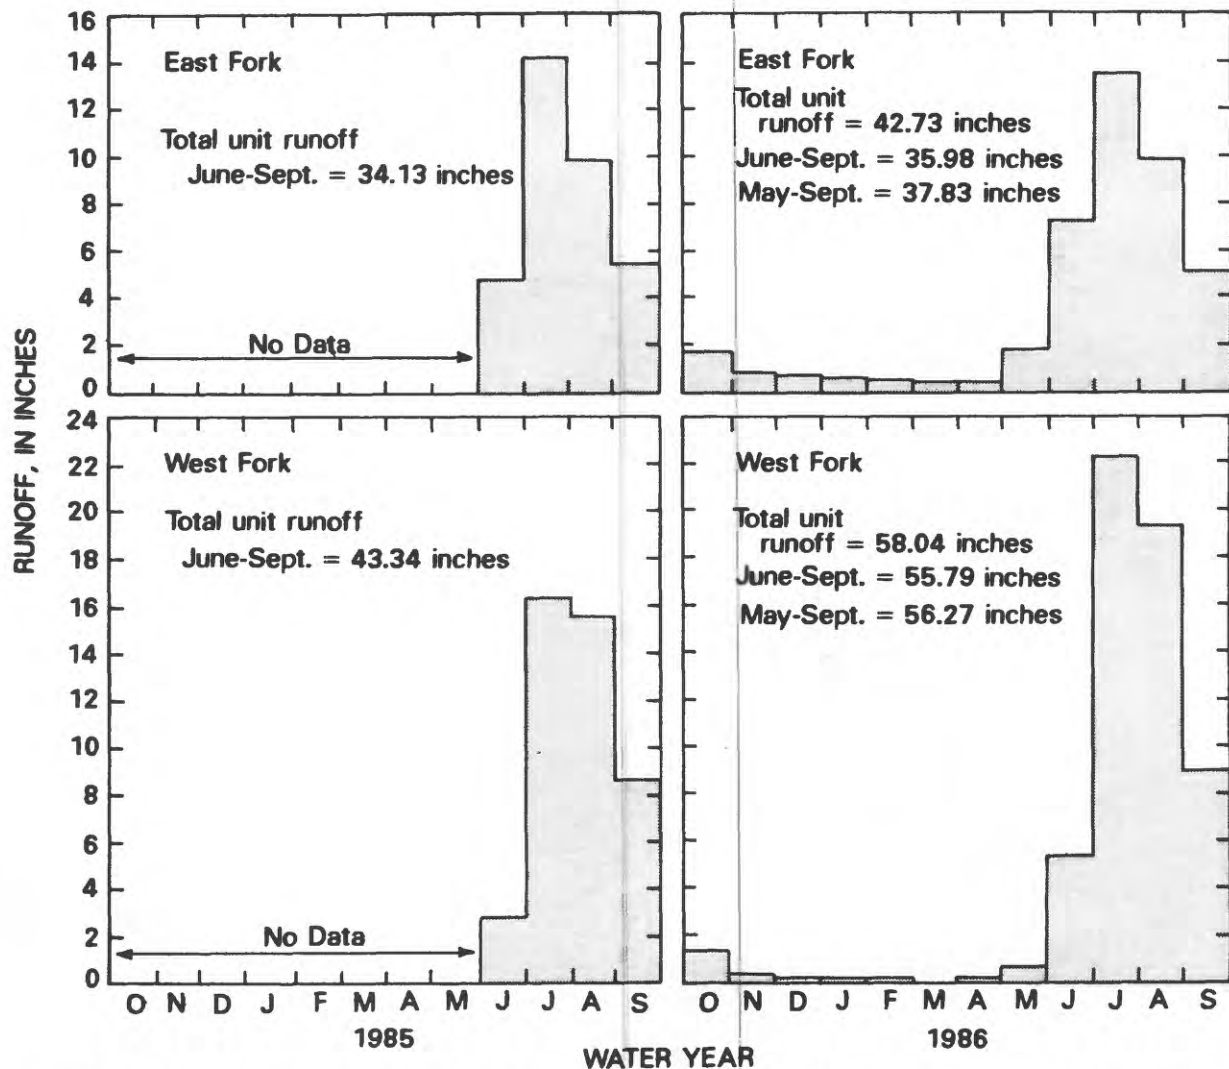 RUNOFF, IN INCHES
16
14
12
10
8
6
4
2
0
East Fork
Total unit runoff
June-Sept. = 34.13 inches
No Data
East Fork
Total unit
runoff = 42.73 inches
June-Sept. = 35.98 inches
May-Sept. = 37.83 inches
24
22
20
18
16
14
12
10
8
6
4
2
0
West Fork
Total unit runoff
June-Sept. = 43.34 inches
No Data
West Fork
Total unit
runoff = 58.04 inches
June-Sept. = 55.79 inches
May-Sept. = 56.27 inches
O N D J F M A M J J A S
1985
O N D J F M A M J J A S
1986
WATER YEAR